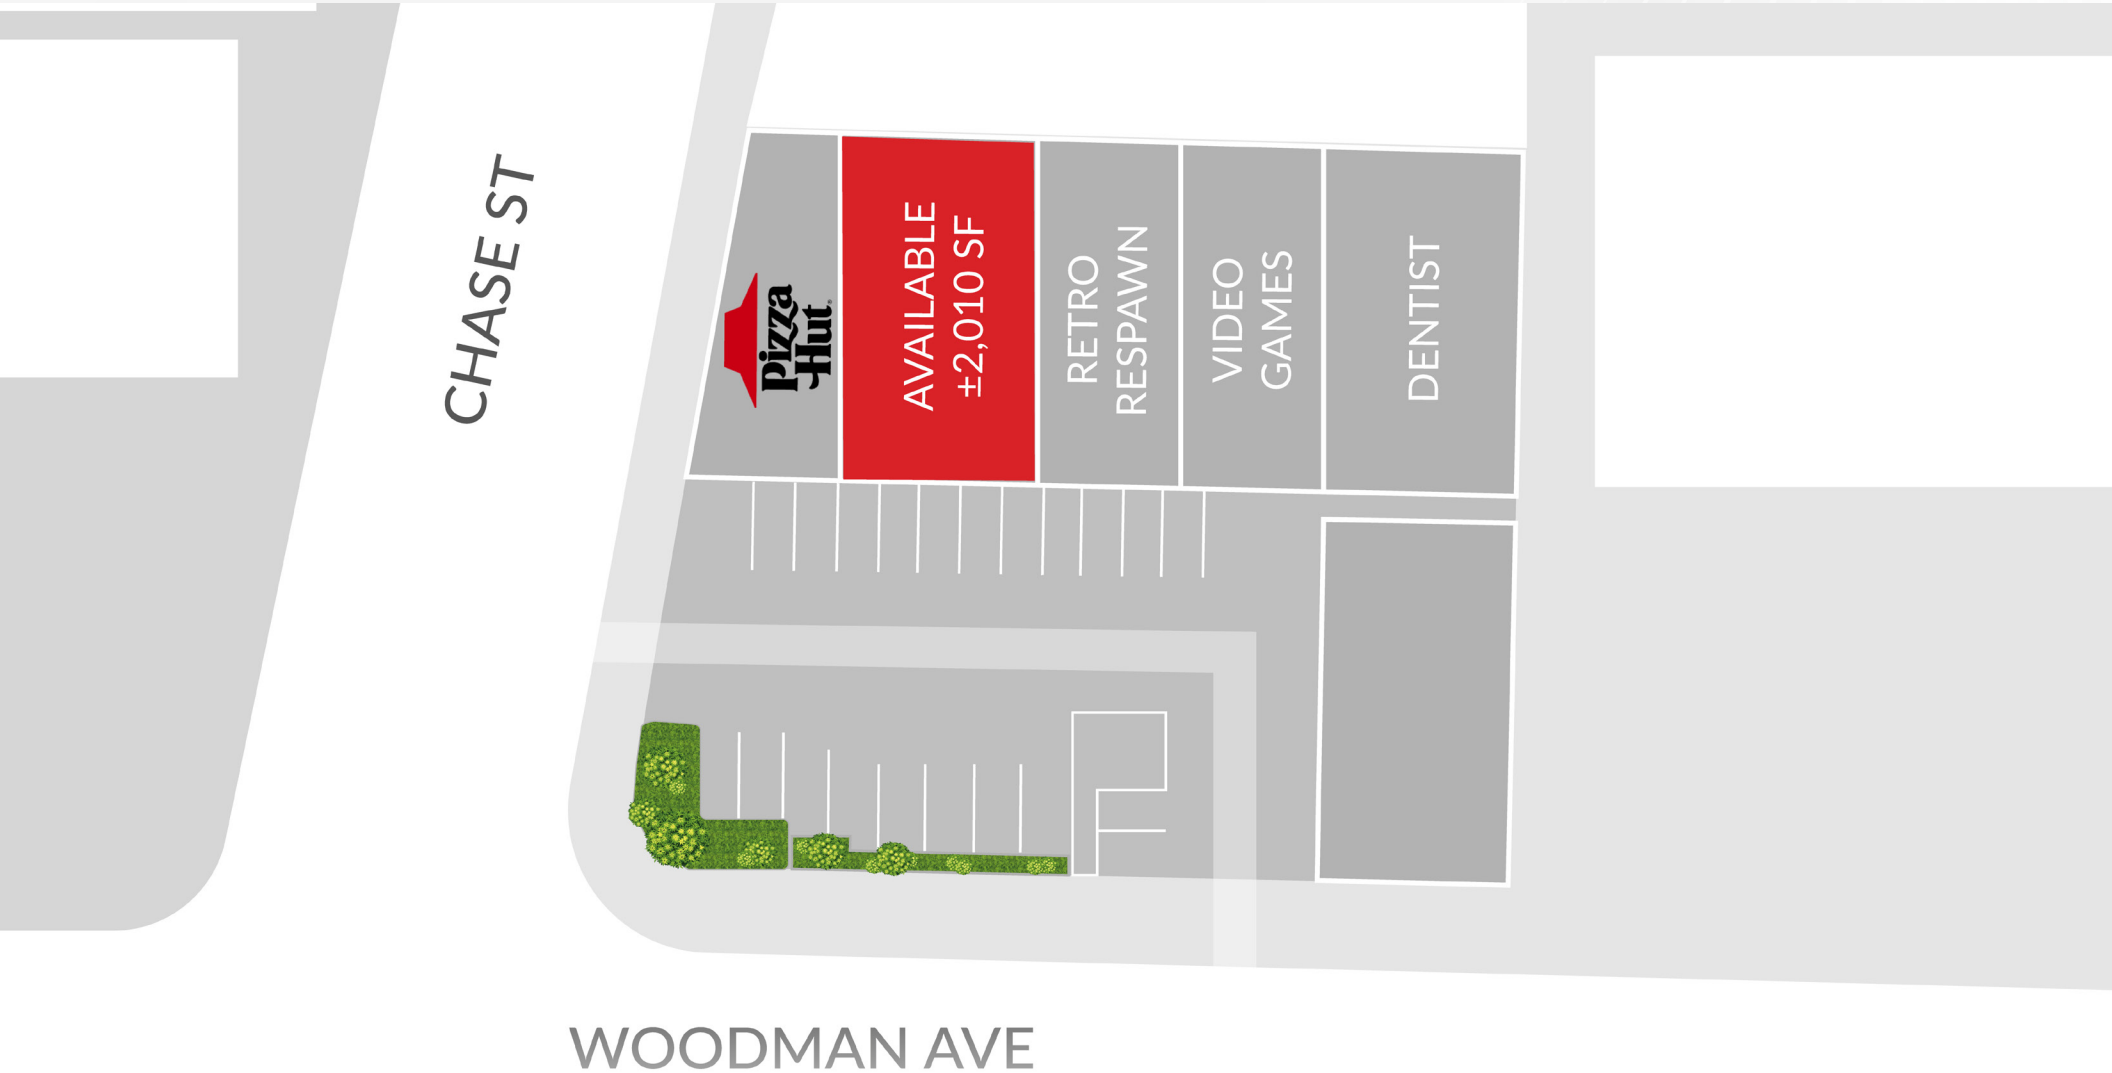 CHASE ST
Pizza
Hut
AVAILABLE
±2,010 SF
RETRO
RESPAWN
VIDEO
GAMES
DENTIST
WOODMAN AVE